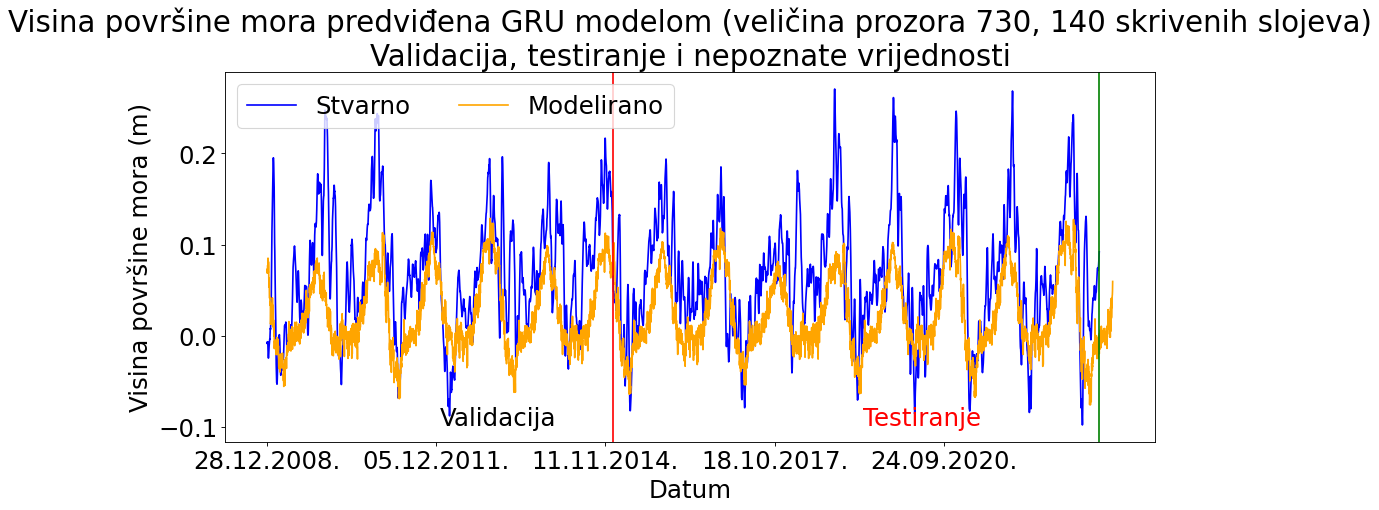 Visina površine mora predviđena GRU modelom (veličina prozora 730, 140 skrivenih slojeva)
Validacija, testiranje i nepoznate vrijednosti
Stvarno
Modelirano
Visina površine mora (m)
0.2
0.1
0.0
−0.1
Validacija
Testiranje
28.12.2008.
05.12.2011.
11.11.2014.
18.10.2017.
24.09.2020.
Datum